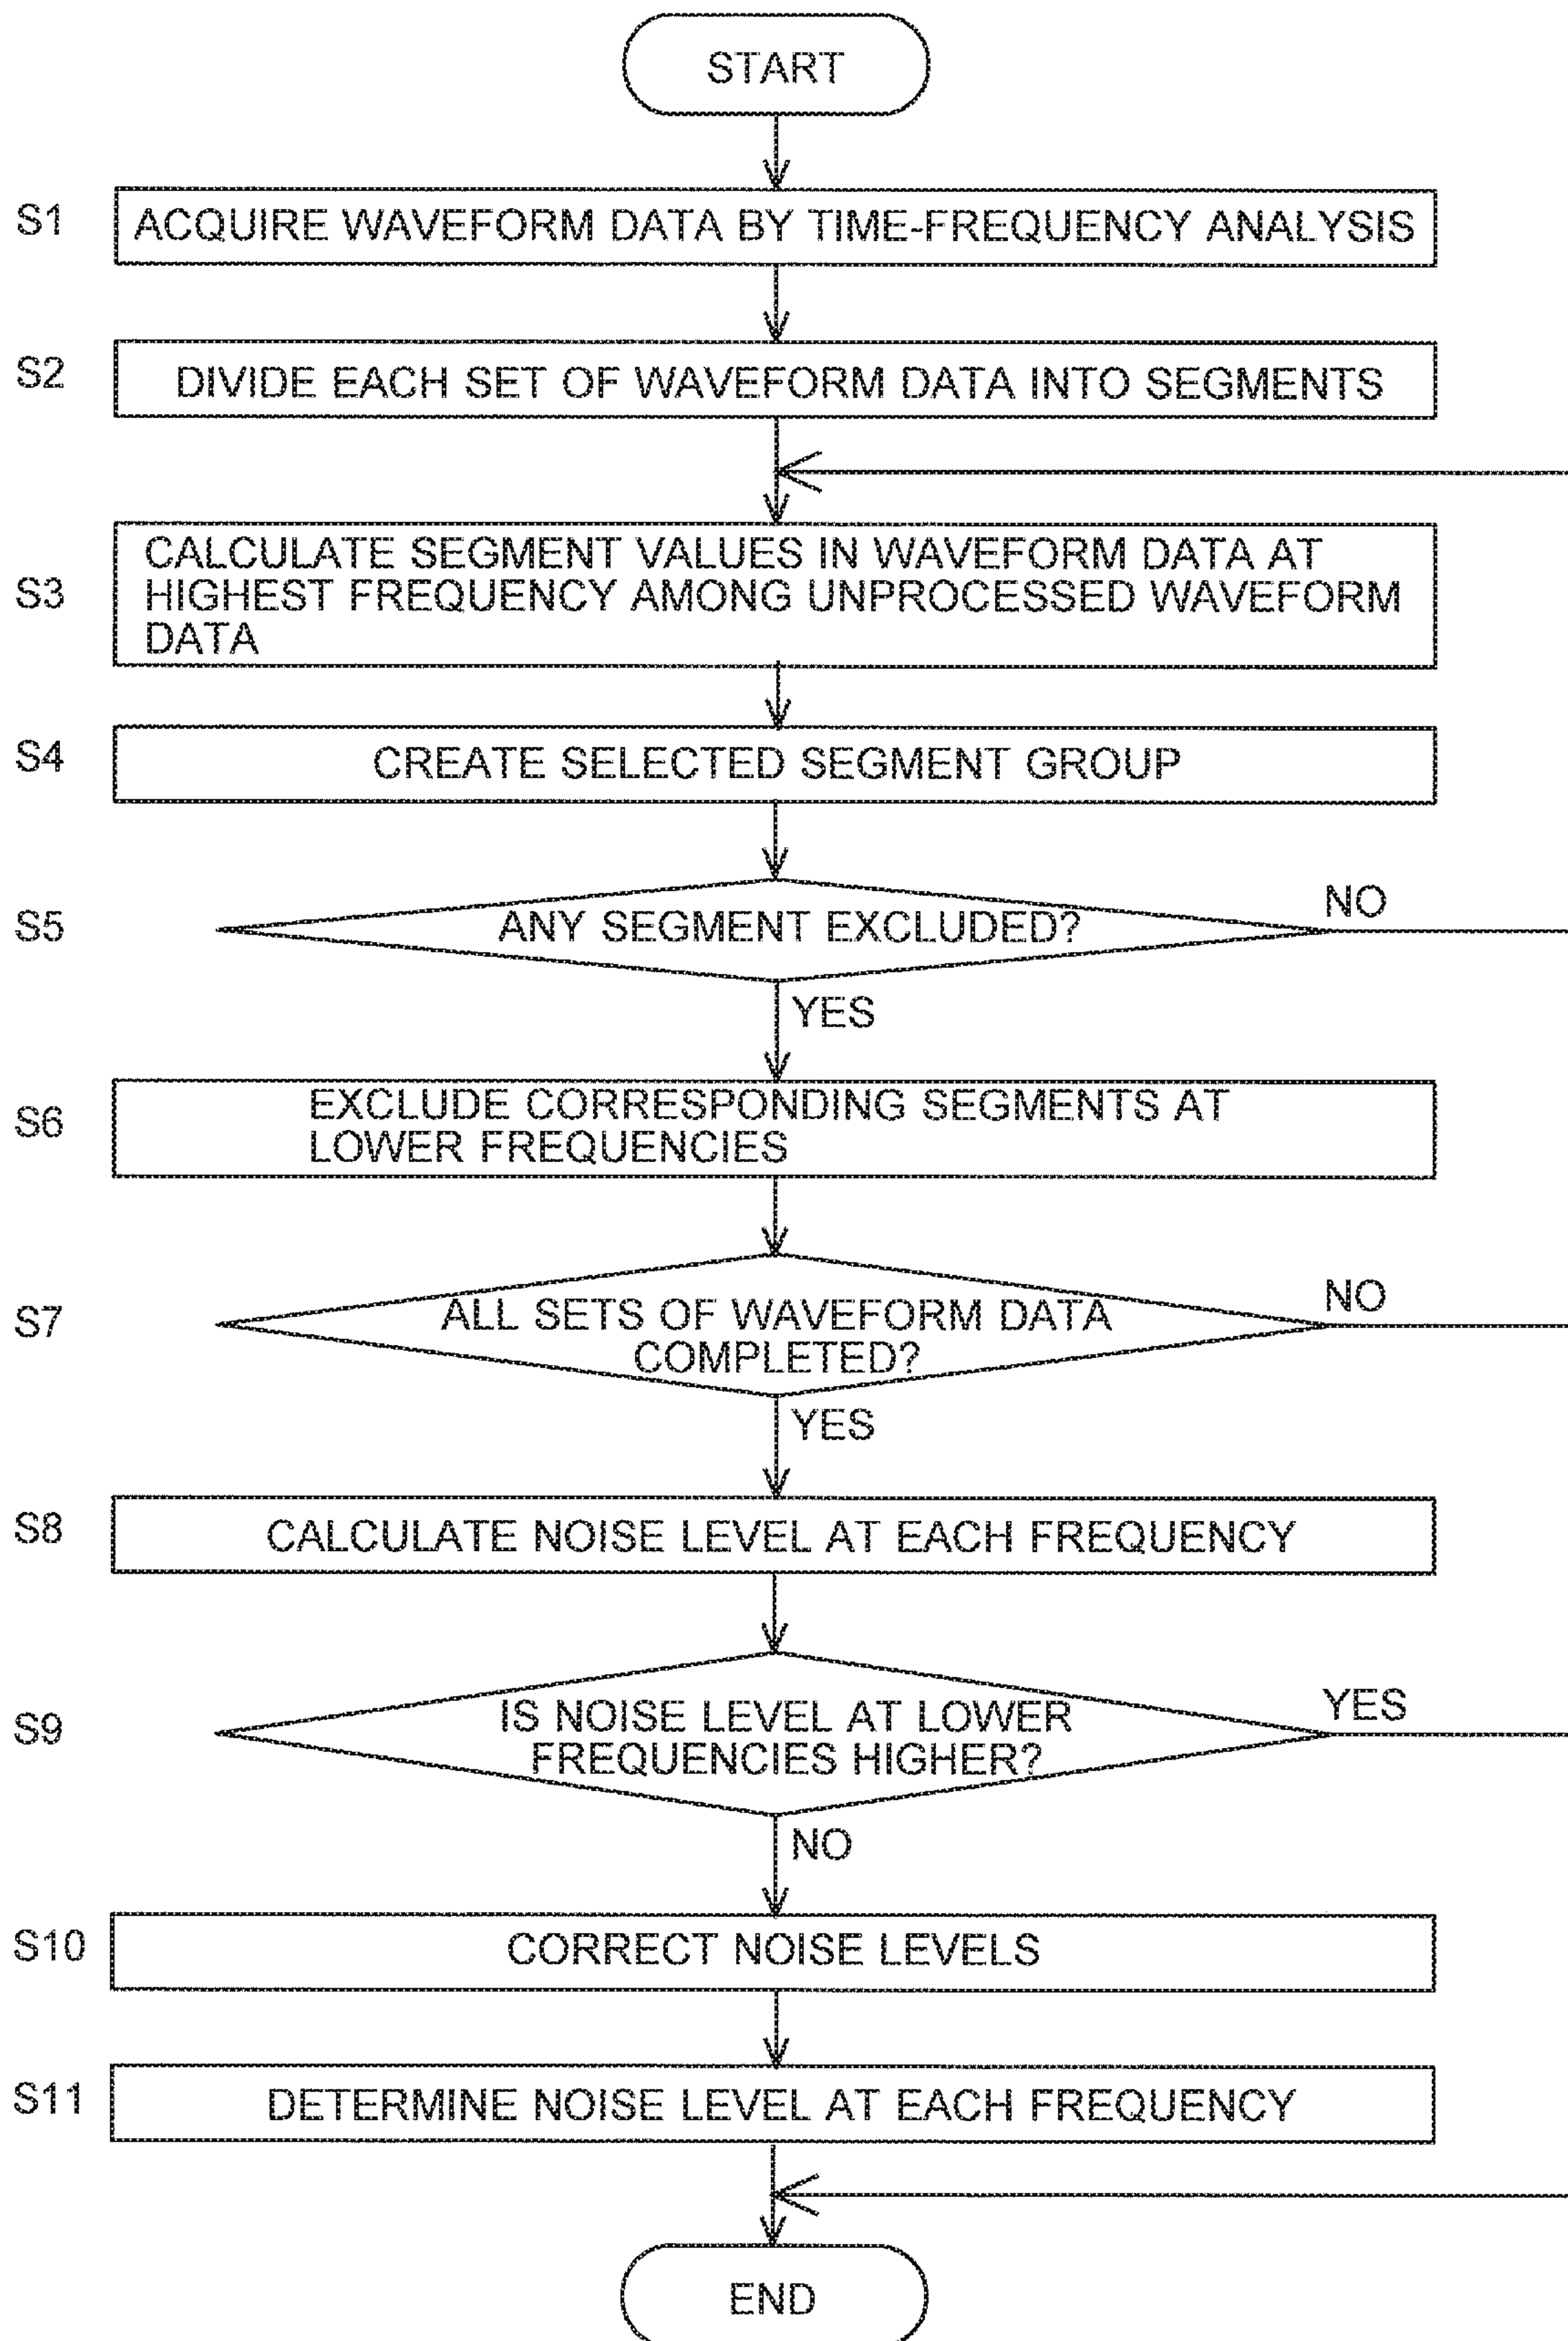 START
S1
ACQUIRE WAVEFORM DATA BY TIME-FREQUENCY ANALYSIS
S2
DIVIDE EACH SET OF WAVEFORM DATA INTO SEGMENTS
S3
CALCULATE SEGMENT VALUES IN WAVEFORM DATA AT
HIGHEST FREQUENCY AMONG UNPROCESSED WAVEFORM
DATA
S4
CREATE SELECTED SEGMENT GROUP
S5
ANY SEGMENT EXCLUDED?
NO
YES
S6
EXCLUDE CORRESPONDING SEGMENTS AT
LOWER FREQUENCIES
S7
ALL SETS OF WAVEFORM DATA
COMPLETED?
NO
YES
S8
CALCULATE NOISE LEVEL AT EACH FREQUENCY
S9
IS NOISE LEVEL AT LOWER
FREQUENCIES HIGHER?
YES
NO
S10
CORRECT NOISE LEVELS
S11
DETERMINE NOISE LEVEL AT EACH FREQUENCY
END